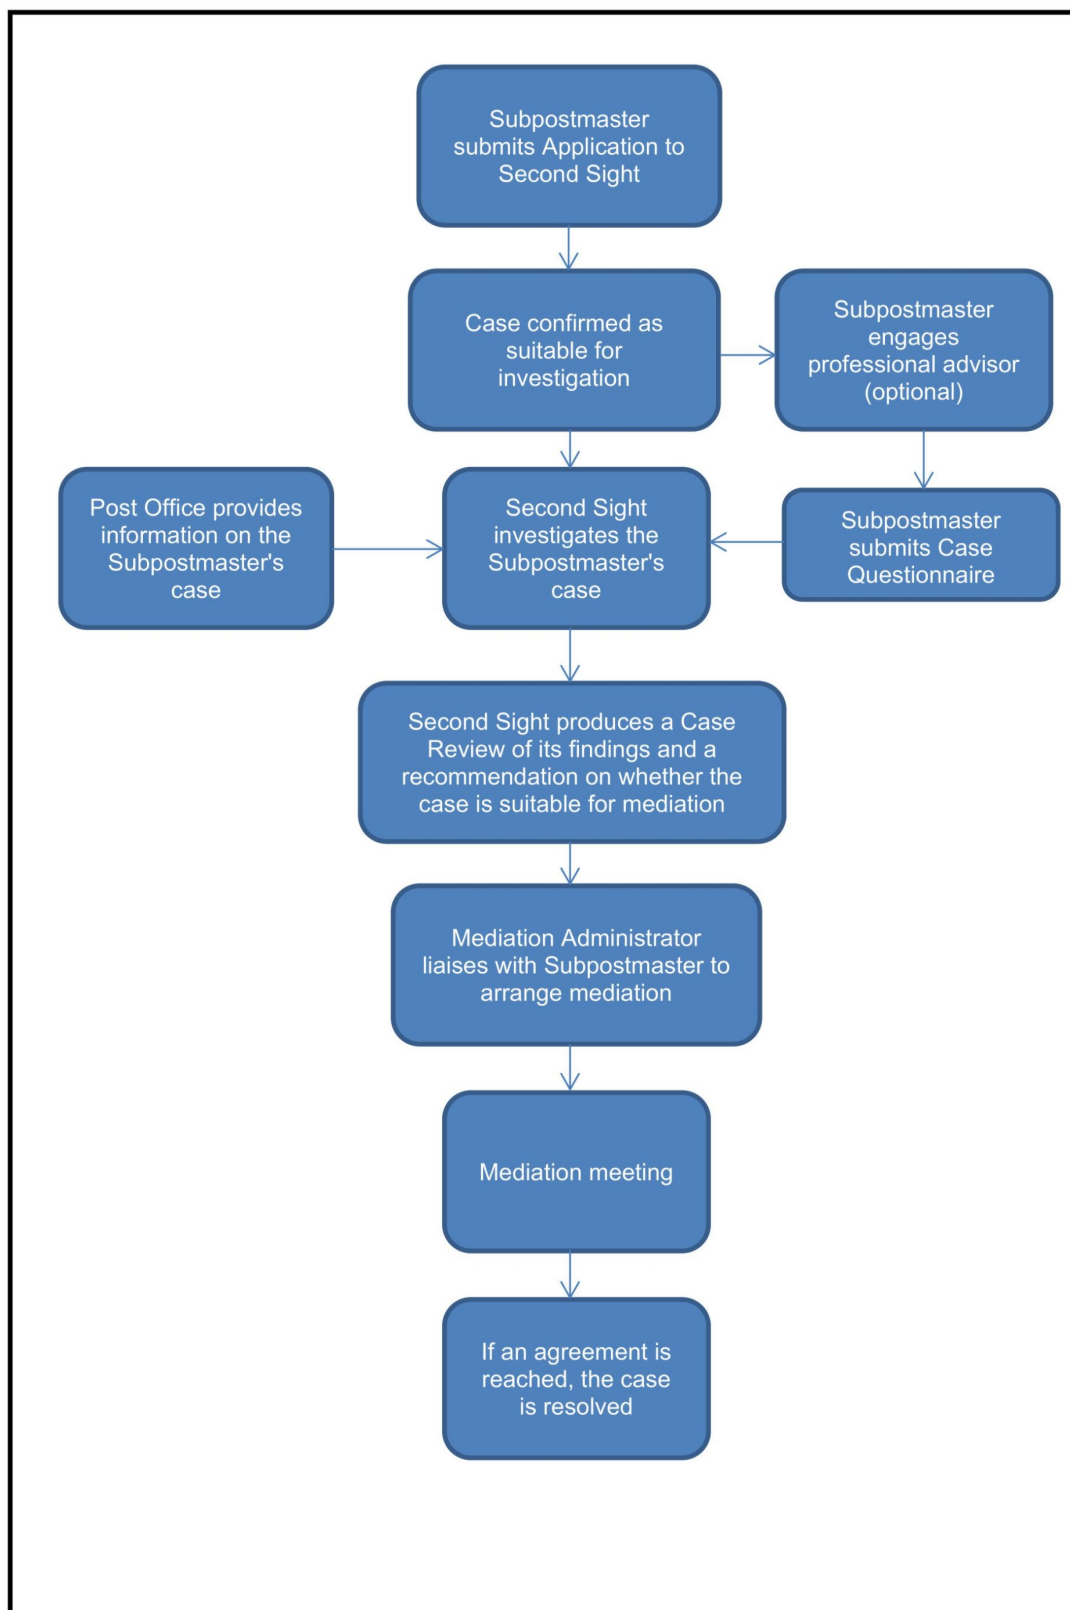 Subpostmaster
submits Application to
Second Sight
Case confirmed as
suitable for
investigation
Subpostmaster
engages
professional advisor
(optional)
Post Office provides
information on the
Subpostmaster's
case
Second Sight
investigates the
Subpostmaster's
case
Subpostmaster
submits Case
Questionnaire
Second Sight produces a Case
Review of its findings and a
recommendation on whether the
case is suitable for mediation
Mediation Administrator
liaises with Subpostmaster to
arrange mediation
Mediation meeting
If an agreement is
reached, the case
is resolved